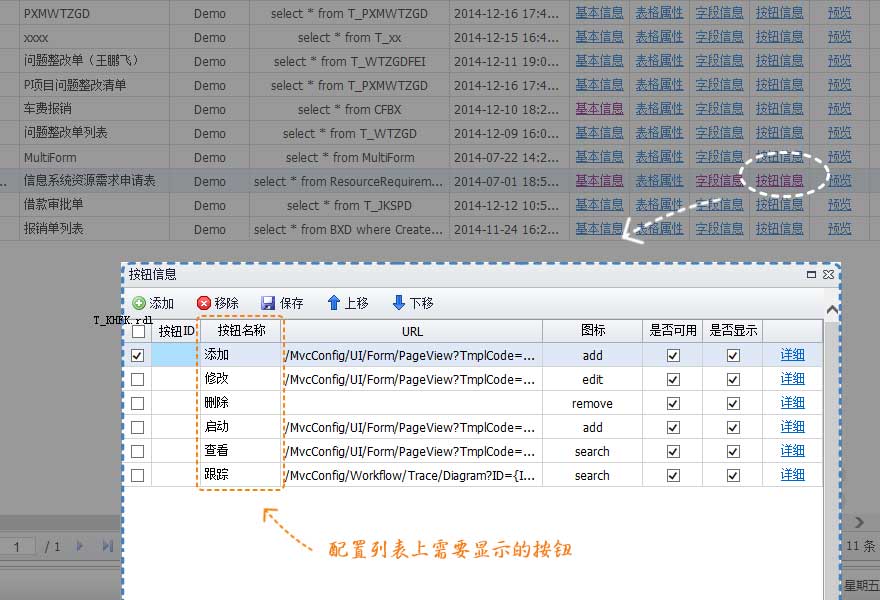 PXMWTZGD Demo select * from T_PXMWTZGD 2014-12-16 17:4... 基本信息 表格属性 字段信息 按钮信息 预览
xxxx Demo select * from T_xx 2014-12-15 16:4... 基本信息 表格属性 字段信息 按钮信息 预览
问题整改单（王鹏飞） Demo select * from T_WTZGDFEI 2014-12-11 19:0... 基本信息 表格属性 字段信息 按钮信息 预览
PI项目问题整改清单 Demo select * from T_PXMWTZGD 2014-12-16 17:4... 基本信息 表格属性 字段信息 按钮信息 预览
车费报销 Demo select * from CFBX 2014-12-10 18:2... 基本信息 表格属性 字段信息 按钮信息 预览
问题整改单列表 Demo select * from T_WTZGD 2014-12-09 16:0... 基本信息 表格属性 字段信息 按钮信息 预览
MultiForm Demo select * from MultiForm 2014-07-22 14:2... 基本信息 表格属性 字段信息 按钮信息 预览
... 信息系统资源需求申请表 Demo select * from ResourceRequirem... 2014-07-01 18:5... 基本信息 表格属性 字段信息 按钮信息 预览
借款审批单 Demo select * from T_JKSPD 2014-12-12 10:5... 基本信息 表格属性 字段信息 按钮信息 预览
报销单列表 Demo select * from BXD where Create... 2014-11-24 16:2... 基本信息 表格属性 字段信息 按钮信息 预览
按钮信息
添加 移除 保存 上移 下移
T_KHFK.rdl
按钮ID 按钮名称 URL 图标 是否可用 是否显示
添加 /MvcConfig/UI/Form/PageView?TmplCode=... add 详细
修改 /MvcConfig/UI/Form/PageView?TmplCode=... edit 详细
删除 remove 详细
启动 /MvcConfig/UI/Form/PageView?TmplCode=... add 详细
查看 /MvcConfig/UI/Form/PageView?TmplCode=... search 详细
跟踪 /MvcConfig/Workflow/Trace/Diagram?ID={I... search 详细
配置列表上需要显示的按钮
1 / 1 11 条
星期五